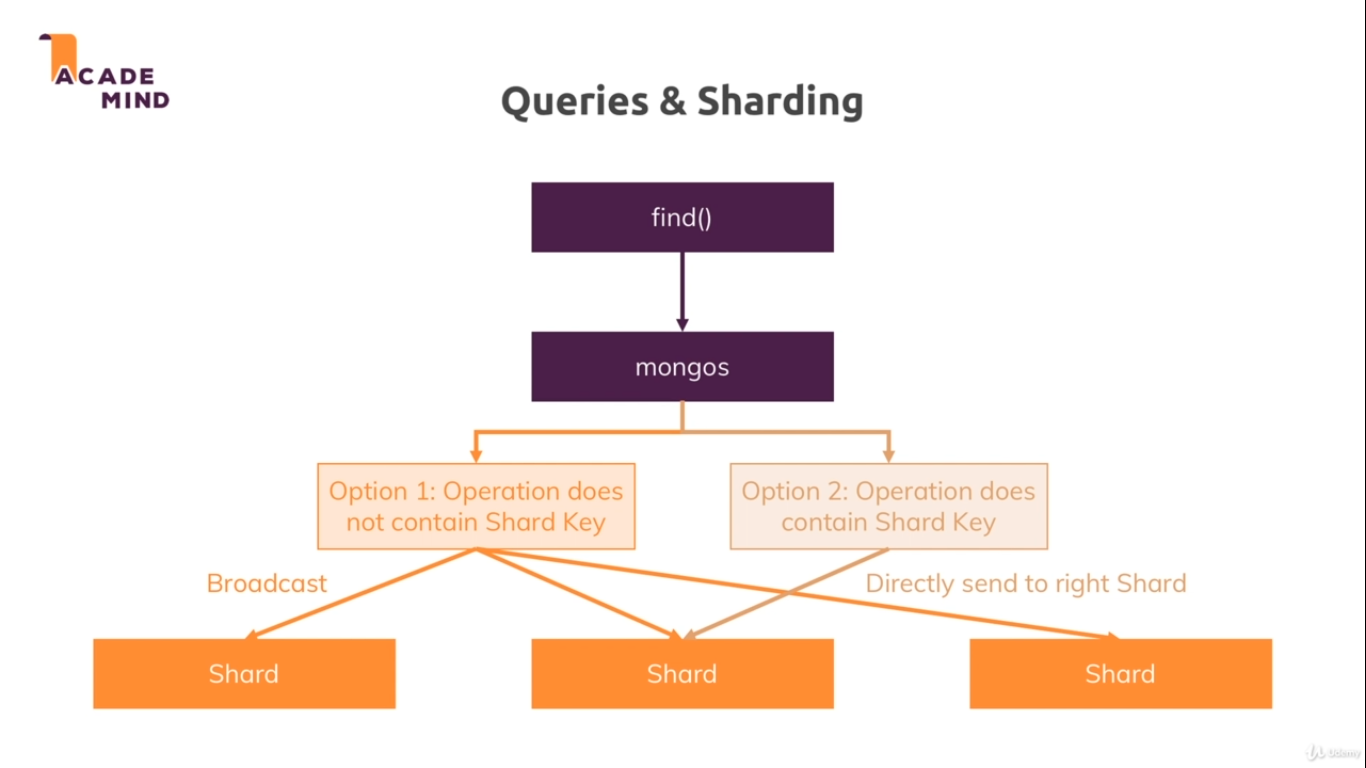 ACADE
MIND
Queries & Sharding
find()
mongos
Option 1: Operation does
not contain Shard Key
Option 2: Operation does
contain Shard Key
Broadcast
Directly send to right Shard
Shard
Shard
Shard
Udemy